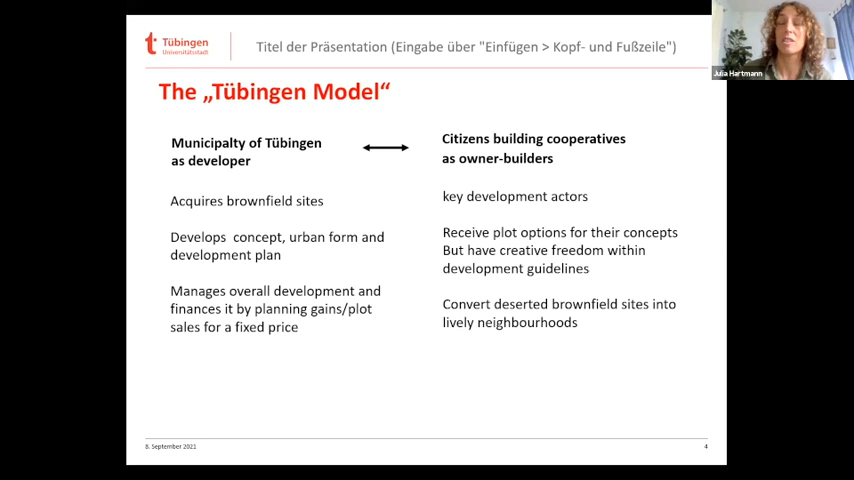 Tübingen
Universitätsstadt
Titel der Präsentation (Eingabe über "Einfügen > Kopf- und Fußzeile")
Julia Hartmann
The „Tübingen Model“
Municipalty of Tübingen
as developer
Acquires brownfield sites
Develops concept, urban form and
development plan
Manages overall development and
finances it by planning gains/plot
sales for a fixed price
Citizens building cooperatives
as owner-builders
key development actors
Receive plot options for their concepts
But have creative freedom within
development guidelines
Convert deserted brownfield sites into
lively neighbourhoods
8. September 2021
4